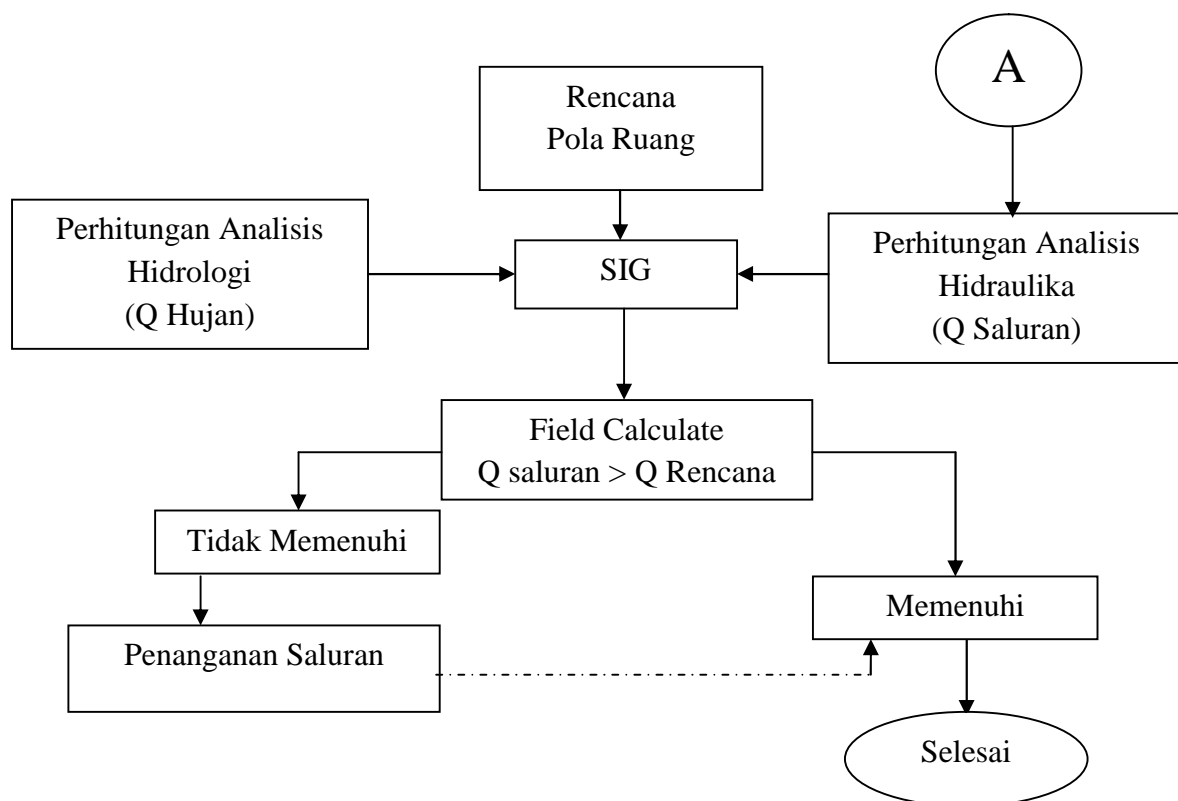 A
Rencana
Pola Ruang
Perhitungan Analisis
Hidrologi
(Q Hujan)
SIG
Perhitungan Analisis
Hidraulika
(Q Saluran)
Field Calculate
Q saluran > Q Rencana
Tidak Memenuhi
Memenuhi
Penanganan Saluran
Selesai